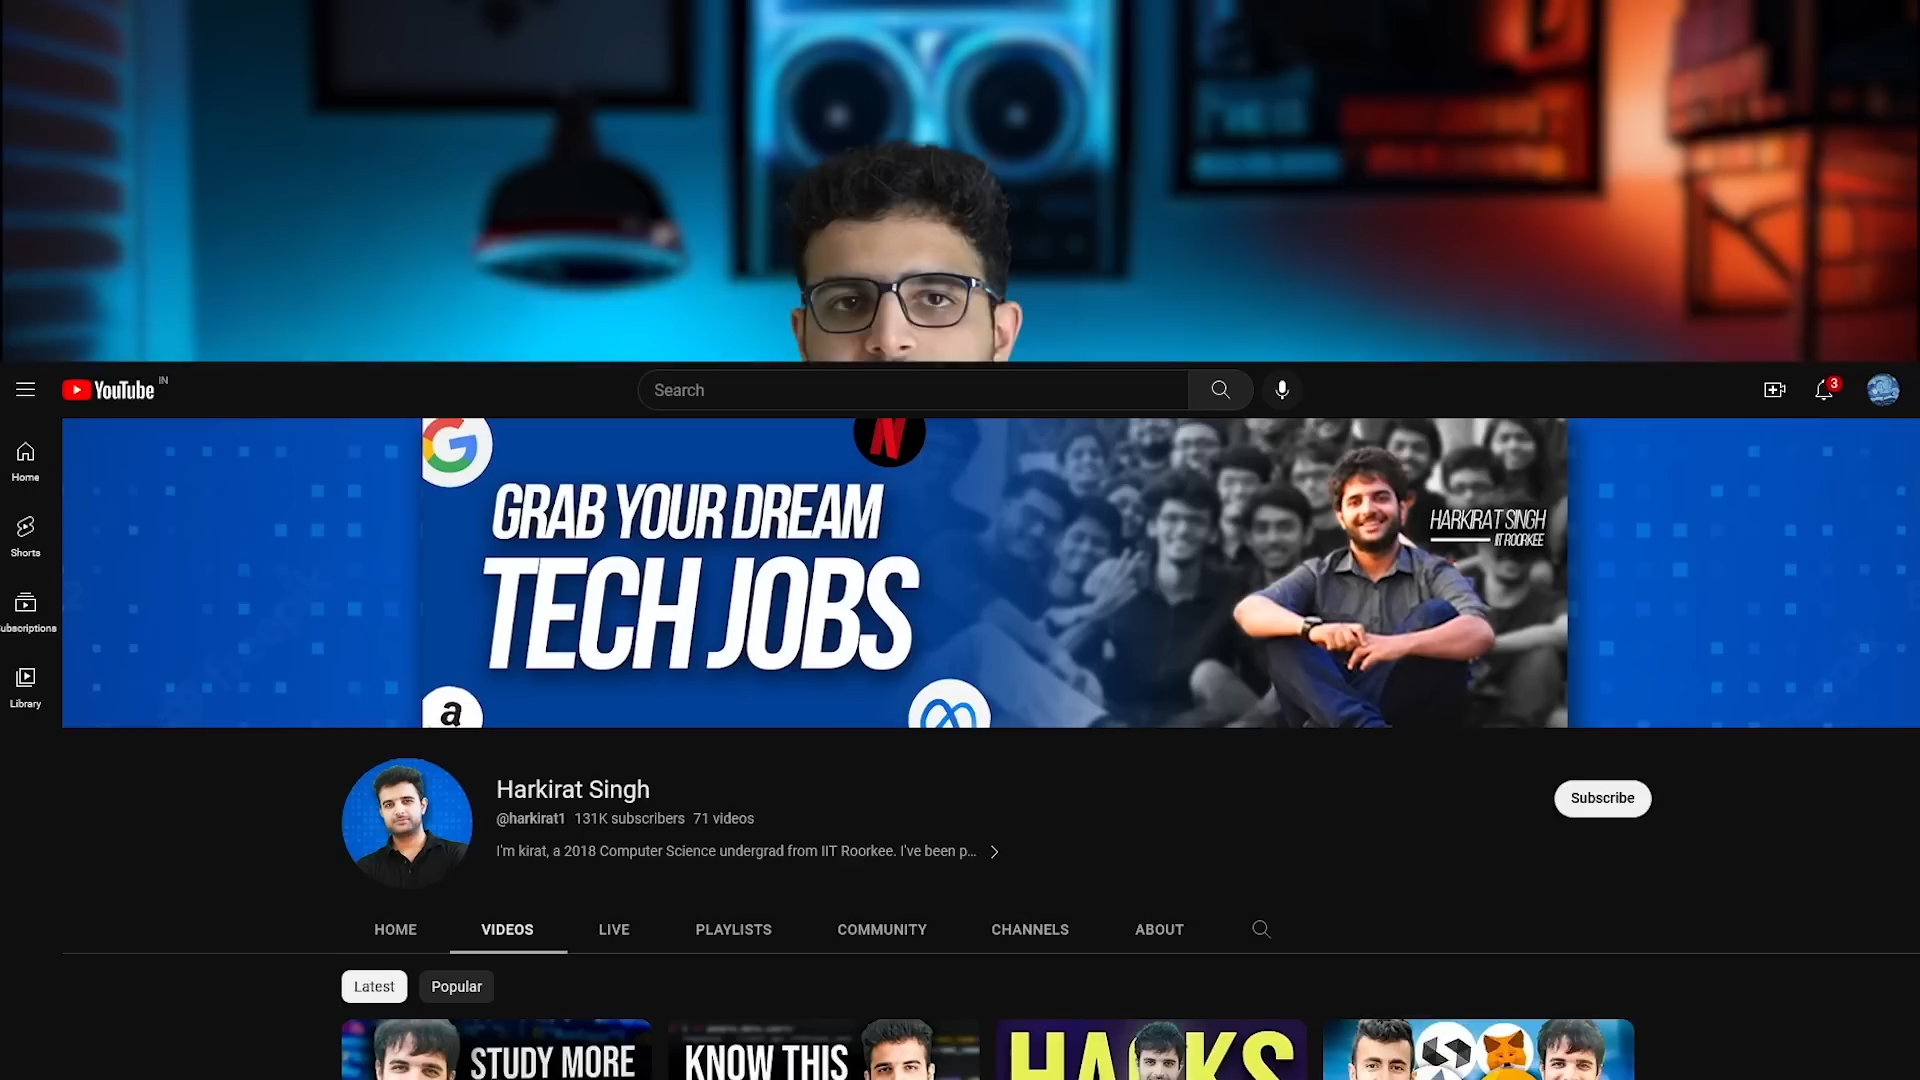 YouTube IN
Search
3
Home
Shorts
ubscriptions
Library
GRAB YOUR DREAM
TECH JOBS
HARKIRAT SINGH
IIT ROORKEE
Harkirat Singh
@harkirat1 131K subscribers 71 videos
I'm kirat, a 2018 Computer Science undergrad from IIT Roorkee. I've been p...
Subscribe
HOME VIDEOS LIVE PLAYLISTS COMMUNITY CHANNELS ABOUT
Latest Popular
STUDY MORE
KNOW THIS
HACKS